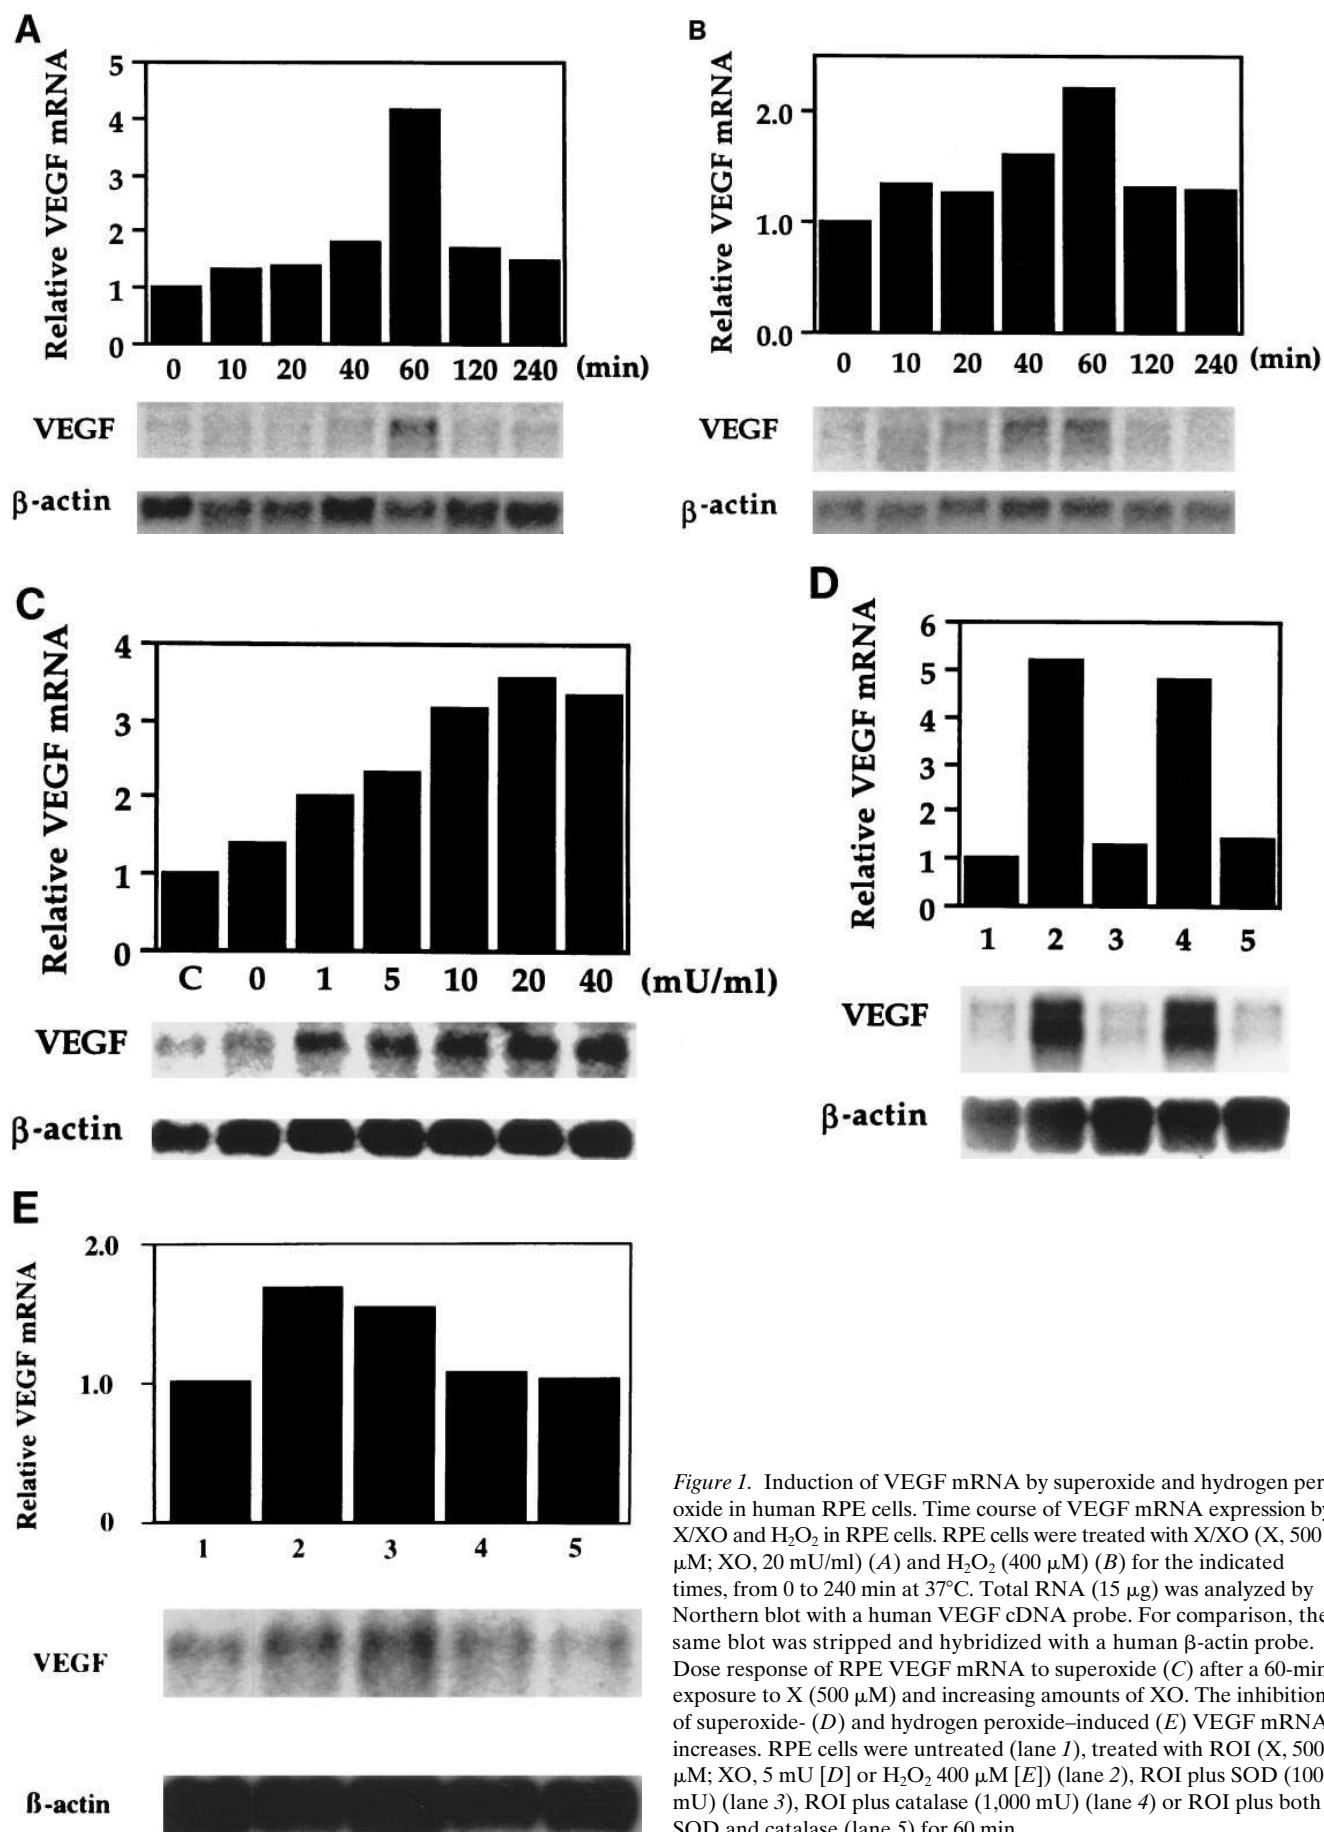 A
Relative VEGF mRNA
5
4
3
2
1
0
0 10 20 40 60 120 240 (min)
VEGF
β-actin
B
Relative VEGF mRNA
2.0
1.0
0.0
0 10 20 40 60 120 240 (min)
VEGF
β-actin
C
Relative VEGF mRNA
4
3
2
1
0
C 0 1 5 10 20 40 (mU/ml)
VEGF
β-actin
D
Relative VEGF mRNA
6
5
4
3
2
1
0
1 2 3 4 5
VEGF
β-actin
E
Relative VEGF mRNA
2.0
1.0
0
1 2 3 4 5
VEGF
ß-actin
Figure 1. Induction of VEGF mRNA by superoxide and hydrogen per
oxide in human RPE cells. Time course of VEGF mRNA expression by
X/XO and H₂O₂ in RPE cells. RPE cells were treated with X/XO (X, 500
μM; XO, 20 mU/ml) (A) and H₂O₂ (400 μM) (B) for the indicated
times, from 0 to 240 min at 37°C. Total RNA (15 μg) was analyzed by
Northern blot with a human VEGF cDNA probe. For comparison, the
same blot was stripped and hybridized with a human β-actin probe.
Dose response of RPE VEGF mRNA to superoxide (C) after a 60-min
exposure to X (500 μM) and increasing amounts of XO. The inhibition
of superoxide- (D) and hydrogen peroxide–induced (E) VEGF mRNA
increases. RPE cells were untreated (lane 1), treated with ROI (X, 500
μM; XO, 5 mU [D] or H₂O₂ 400 μM [E]) (lane 2), ROI plus SOD (100
mU) (lane 3), ROI plus catalase (1,000 mU) (lane 4) or ROI plus both
SOD and catalase (lane 5) for 60 min